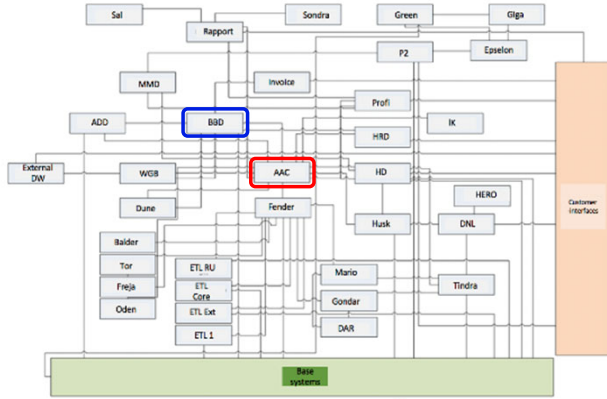 Sal
Sondra
Green
Giga
Rapport
P2
Epselon
MMD
Invoice
Profi
ADD
BBD
IK
HRD
External
DW
WGB
AAC
HD
Customer
interfaces
HERO
Dune
Fender
Husk
DNL
Balder
Tor
ETL RU
Mario
Freja
ETL
Core
Tindra
Gondar
Oden
ETL Ext
DAR
ETL 1
Base
systems